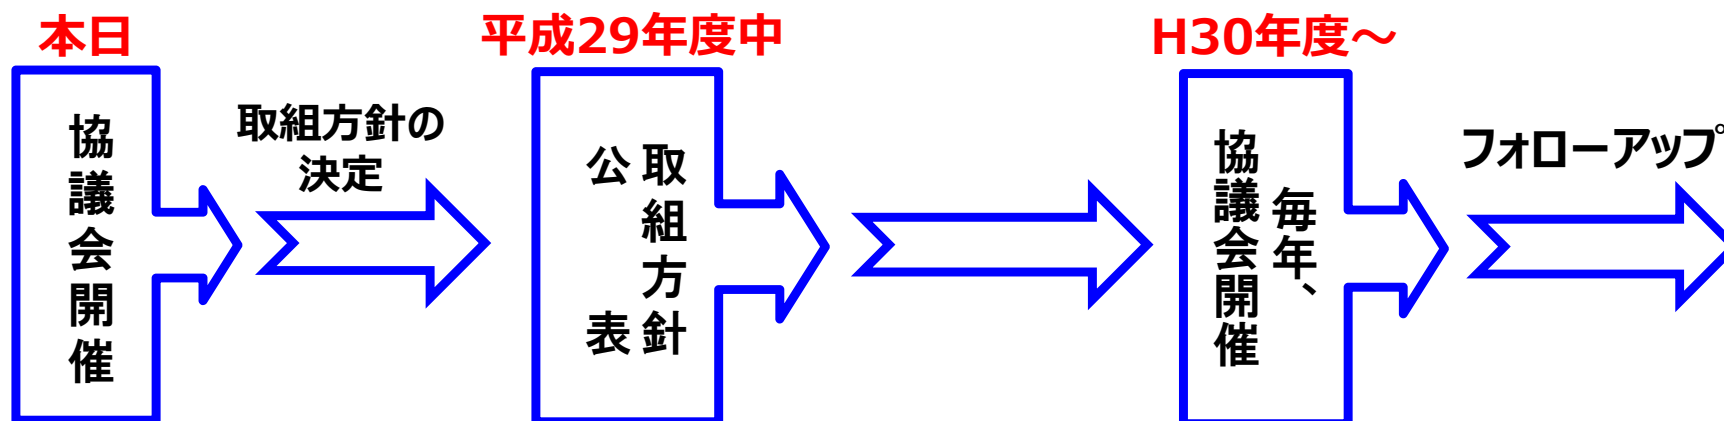 本日
協議会開催
取組方針の
決定
平成29年度中
取組方針
公表
H30年度～
毎年、
協議会開催
フォローアップ